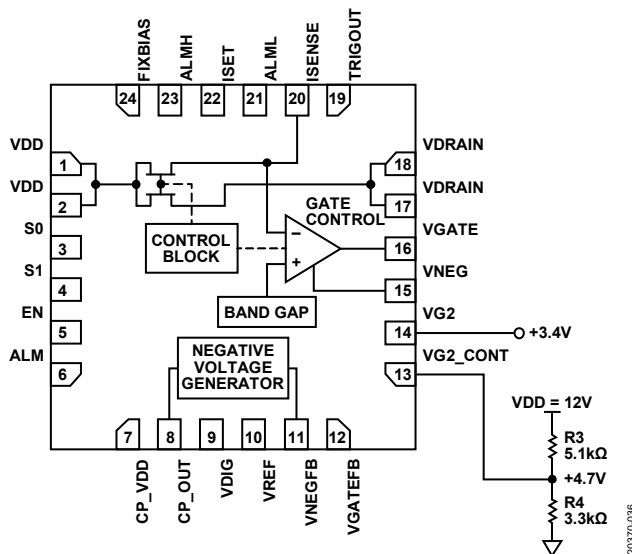 FIXBIAS
ALMH
ISET
ALML
ISENSE
TRIGOUT
24
23
22
21
20
19
VDD
1
VDD
2
S0
3
S1
4
EN
5
ALM
6
VDRAIN
18
VDRAIN
17
VGATE
16
VNEG
15
VG2
14
+3.4V
VG2_CONT
13
GATE
CONTROL
–
+
CONTROL
BLOCK
BAND GAP
NEGATIVE
VOLTAGE
GENERATOR
VDD = 12V
R3
5.1kΩ
+4.7V
R4
3.3kΩ
7
8
9
10
11
12
CP_VDD
CP_OUT
VDIG
VREF
VNEGFB
VGATEFB
20370-036